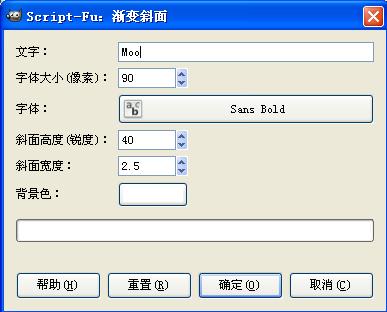 Script-Fu：渐变斜面
文字： Moo
字体大小(像素)： 90
字体： abc Sans Bold
斜面高度(锐度)： 40
斜面宽度： 2.5
背景色：
帮助(H) 重置(R) 确定(O) 取消(C)